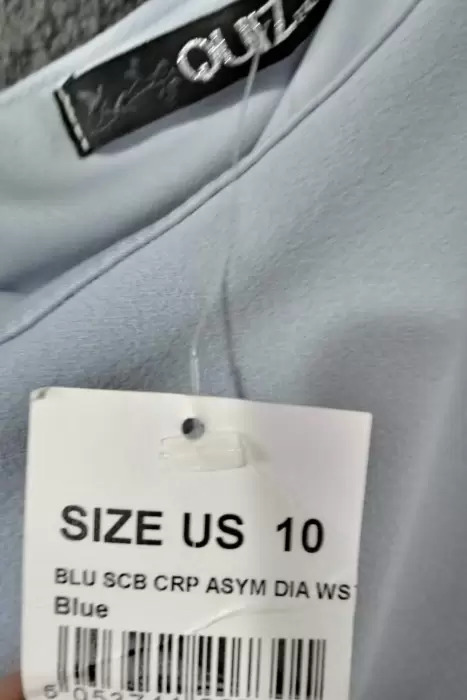 QUIZ
SIZE US 10
BLU SCB CRP ASYM DIA WS
Blue